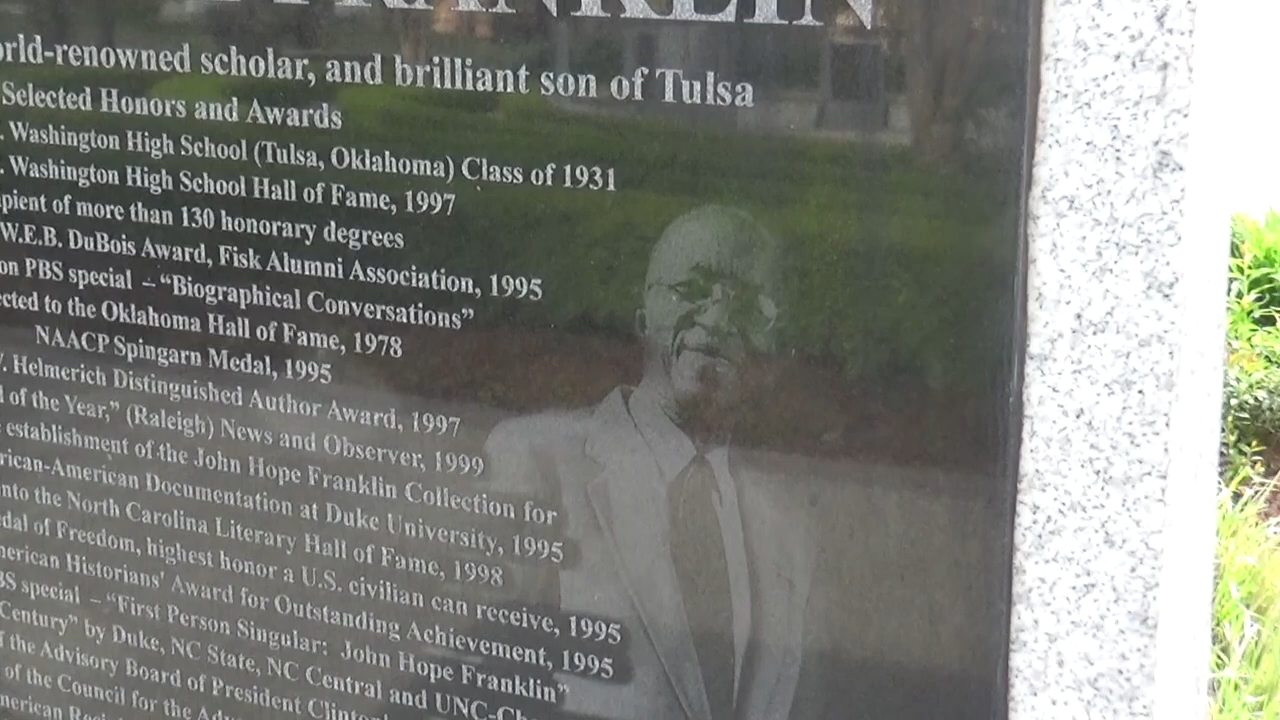 FRANKLIN
world-renowned scholar, and brilliant son of Tulsa
Selected Honors and Awards
. Washington High School (Tulsa, Oklahoma) Class of 1931
. Washington High School Hall of Fame, 1997
pient of more than 130 honorary degrees
W.E.B. DuBois Award, Fisk Alumni Association, 1995
on PBS special – “Biographical Conversations”
cted to the Oklahoma Hall of Fame, 1978
NAACP Spingarn Medal, 1995
. Helmerich Distinguished Author Award, 1997
of the Year,” (Raleigh) News and Observer, 1999
establishment of the John Hope Franklin Collection for
rican-American Documentation at Duke University, 1995
nto the North Carolina Literary Hall of Fame, 1998
edal of Freedom, highest honor a U.S. civilian can receive, 1995
merican Historians' Award for Outstanding Achievement, 1995
BS special – “First Person Singular: John Hope Franklin”
Century” by Duke, NC State, NC Central and UNC-Ch
the Advisory Board of President Clinton'
of the Council for the Adv